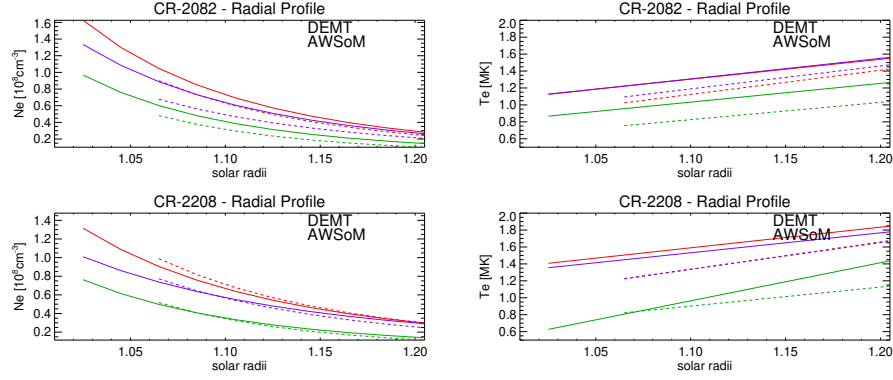 CR-2082 - Radial Profile
DEMT
AWSoM
Ne [10⁸cm⁻³]
1.6
1.4
1.2
1.0
0.8
0.6
0.4
0.2
1.05 1.10 1.15 1.20
solar radii
CR-2082 - Radial Profile
DEMT
AWSoM
Te [MK]
2.0
1.8
1.6
1.4
1.2
1.0
0.8
0.6
1.05 1.10 1.15 1.20
solar radii
CR-2208 - Radial Profile
DEMT
AWSoM
Ne [10⁸cm⁻³]
1.4
1.2
1.0
0.8
0.6
0.4
0.2
1.05 1.10 1.15 1.20
solar radii
CR-2208 - Radial Profile
DEMT
AWSoM
Te [MK]
2.0
1.8
1.6
1.4
1.2
1.0
0.8
0.6
1.05 1.10 1.15 1.20
solar radii